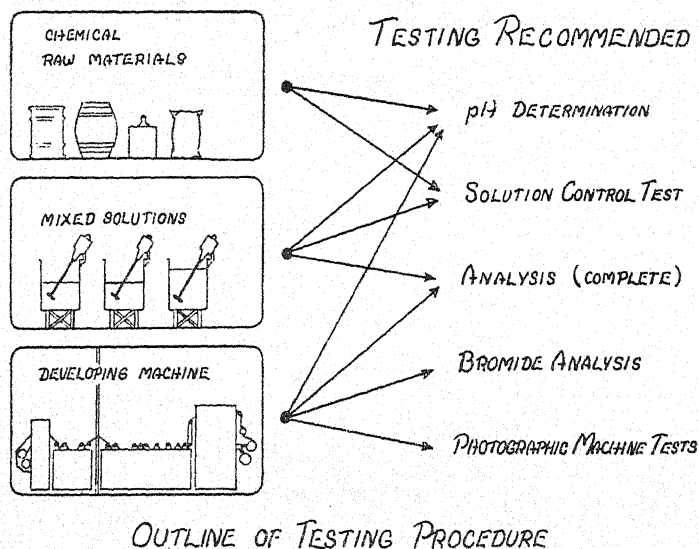 CHEMICAL
RAW MATERIALS
TESTING RECOMMENDED
pH DETERMINATION
SOLUTION CONTROL TEST
MIXED SOLUTIONS
ANALYSIS (COMPLETE)
DEVELOPING MACHINE
BROMIDE ANALYSIS
PHOTOGRAPHIC MACHINE TESTS
OUTLINE OF TESTING PROCEDURE